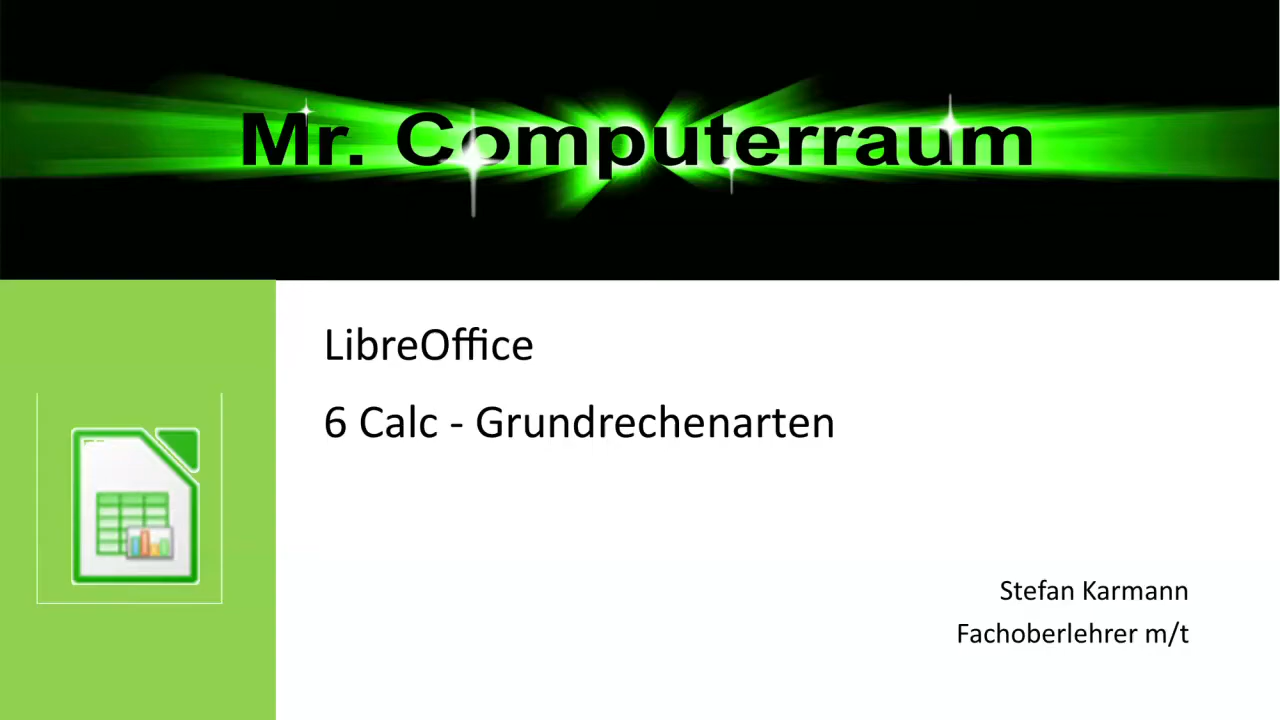 Mr. Computerraum
LibreOffice
6 Calc - Grundrechenarten
Stefan Karmann
Fachoberlehrer m/t